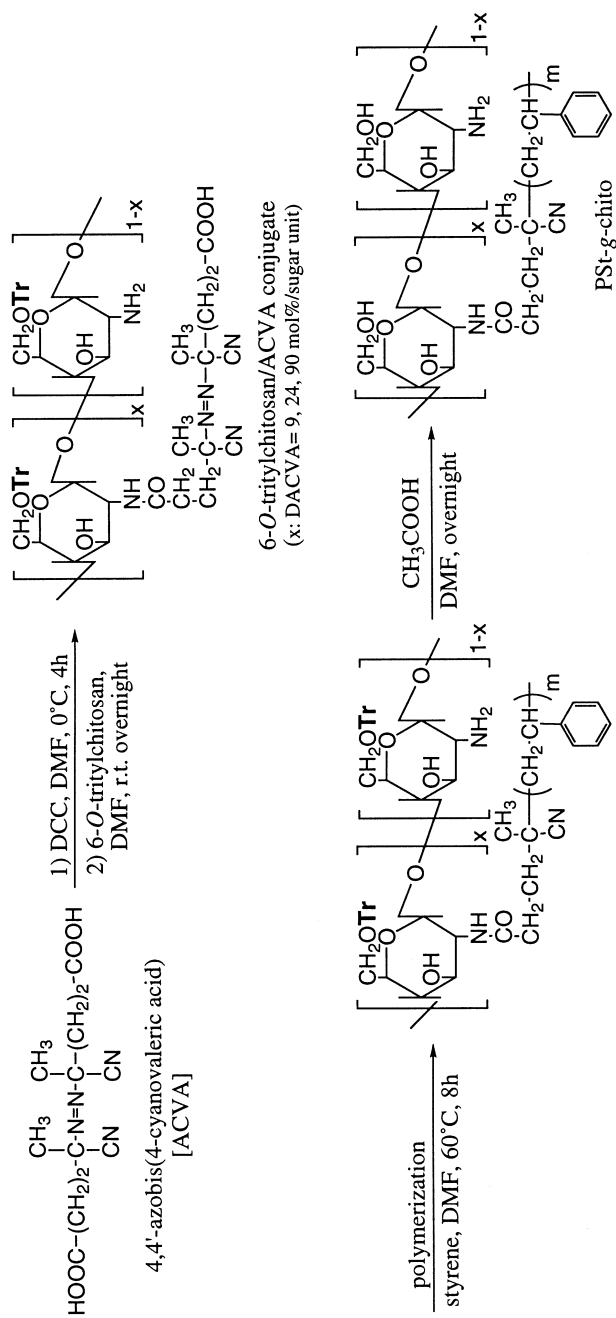 HOOC–(CH2)2–C–N=N–C–(CH2)2–COOH
CH3 CH3
CN CN
4,4'-azobis(4-cyanovaleric acid)
[ACVA]
1) DCC, DMF, 0°C, 4h
2) 6-O-tritylchitosan,
DMF, r.t. overnight
CH2OTr CH2OTr
O O
OH OH
O O
NH NH2
x 1-x
CO
CH2 CH3 CH3
CH2–C–N=N–C–(CH2)2–COOH
CN CN
6-O-tritylchitosan/ACVA conjugate
(x: DACVA= 9, 24, 90 mol%/sugar unit)
polymerization
styrene, DMF, 60°C, 8h
CH2OTr CH2OTr
O O
OH OH
O O
NH NH2
x 1-x
CO CH3
CH2·CH2–C–(CH2·CH)m
CN
CH3COOH
DMF, overnight
CH2OH CH2OH
O O
OH OH
O O
NH NH2
x 1-x
CO CH3
CH2·CH2–C–(CH2·CH)m
CN
PSt-g-chito